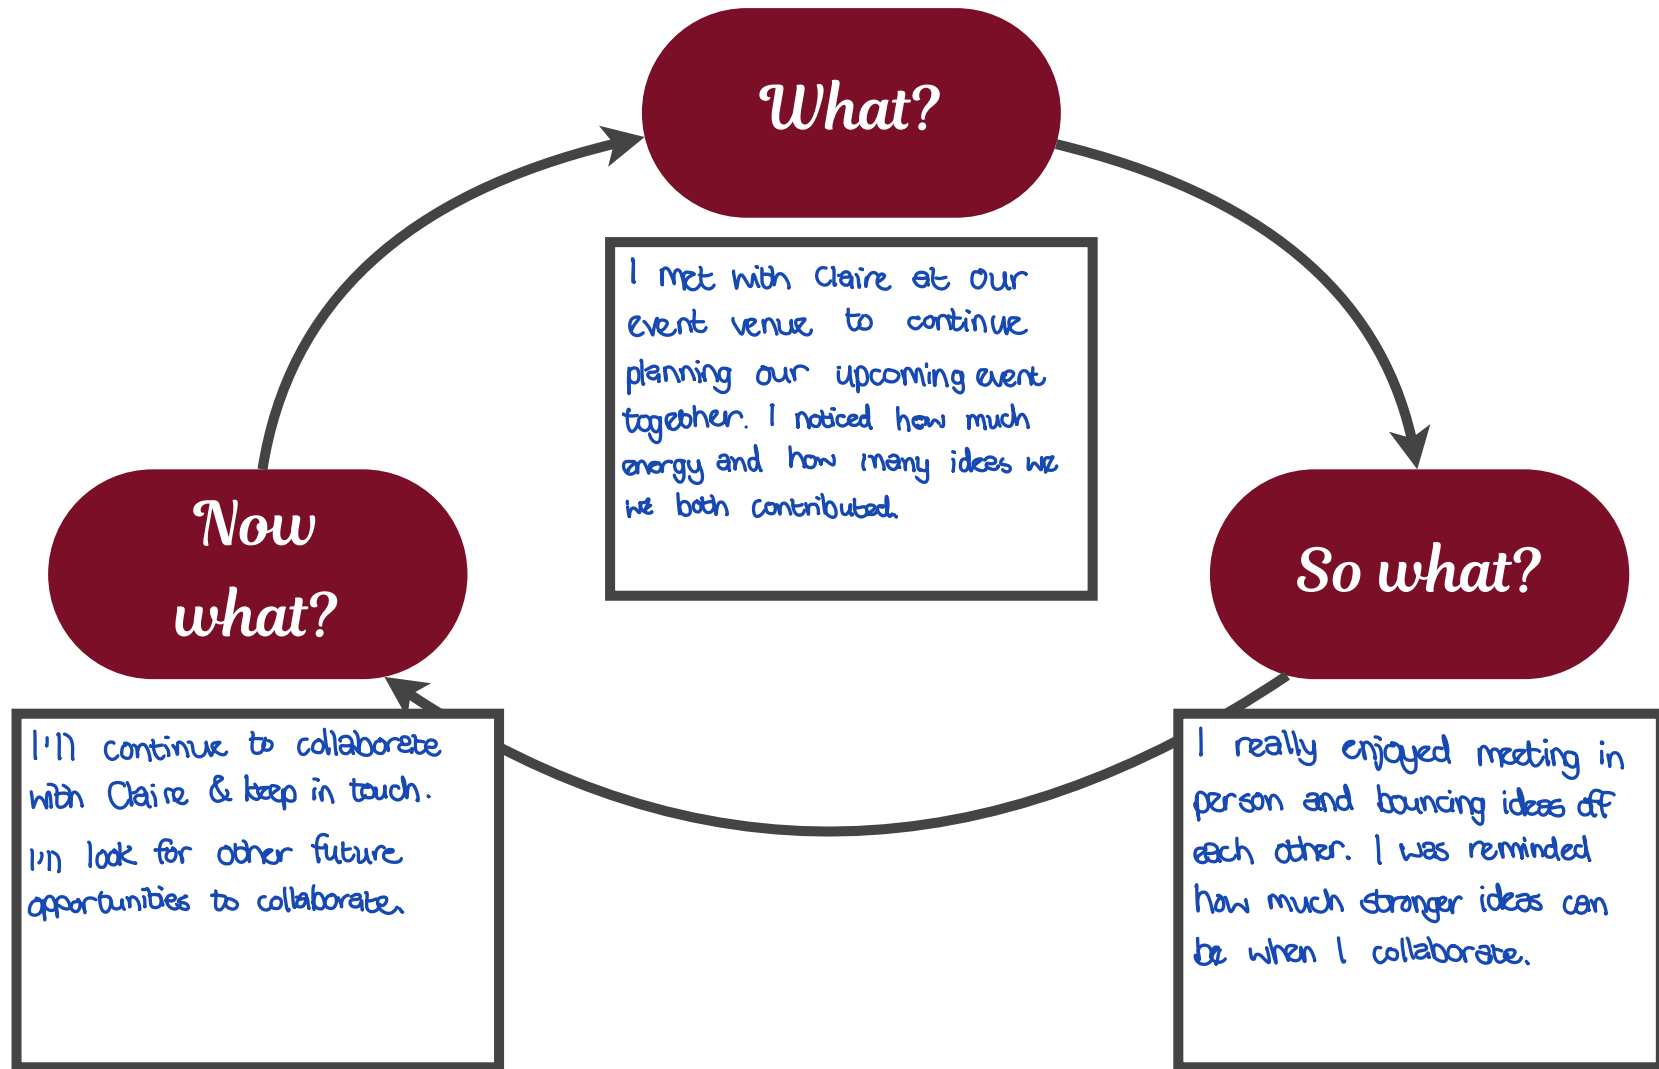 What?
I met with Claire at our
event venue to continue
planning our upcoming event
together. I noticed how much
energy and how many ideas we
we both contributed.
So what?
I really enjoyed meeting in
person and bouncing ideas off
each other. I was reminded
how much stronger ideas can
be when I collaborate.
Now
what?
I'll continue to collaborate
with Claire & keep in touch.
I'll look for other future
opportunities to collaborate.